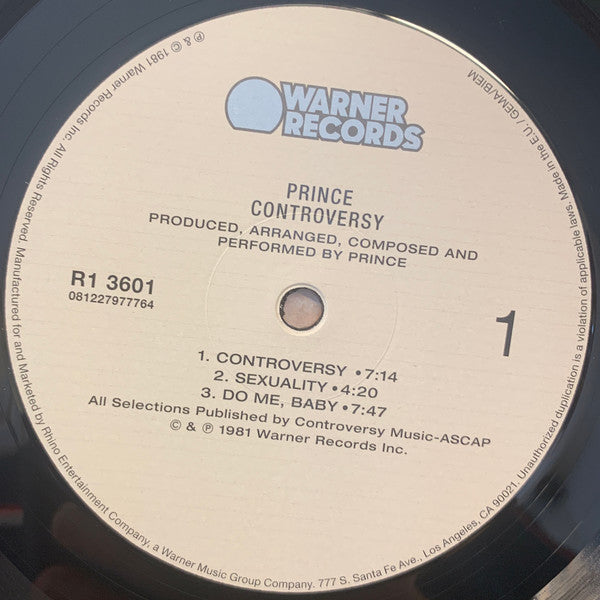 WARNER
RECORDS
PRINCE
CONTROVERSY
PRODUCED, ARRANGED, COMPOSED AND
PERFORMED BY PRINCE
R1 3601
081227977764
1
1. CONTROVERSY • 7:14
2. SEXUALITY • 4:20
3. DO ME, BABY • 7:47
All Selections Published by Controversy Music-ASCAP
© & ℗ 1981 Warner Records Inc.
℗ & © 1981 Warner Records Inc. All Rights Reserved. Manufactured for and Marketed by Rhino Entertainment Company, a Warner Music Group Company. 777 S. Santa Fe Ave., Los Angeles, CA 90021. Unauthorized duplication is a violation of applicable laws. Made in the E.U. / GEMA/BIEM